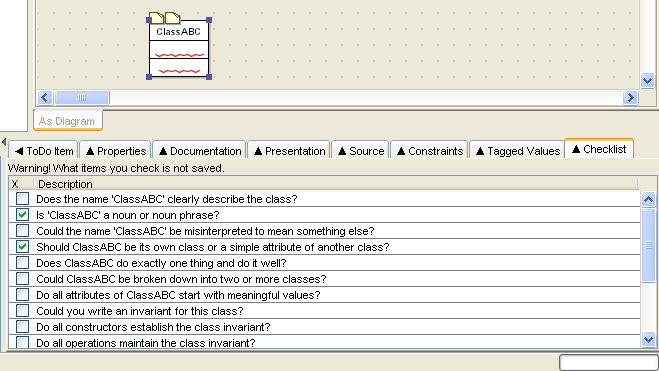 ClassABC
As Diagram
ToDo Item Properties Documentation Presentation Source Constraints Tagged Values Checklist
Warning! What items you check is not saved.
X Description
Does the name 'ClassABC' clearly describe the class?
Is 'ClassABC' a noun or noun phrase?
Could the name 'ClassABC' be misinterpreted to mean something else?
Should ClassABC be its own class or a simple attribute of another class?
Does ClassABC do exactly one thing and do it well?
Could ClassABC be broken down into two or more classes?
Do all attributes of ClassABC start with meaningful values?
Could you write an invariant for this class?
Do all constructors establish the class invariant?
Do all operations maintain the class invariant?